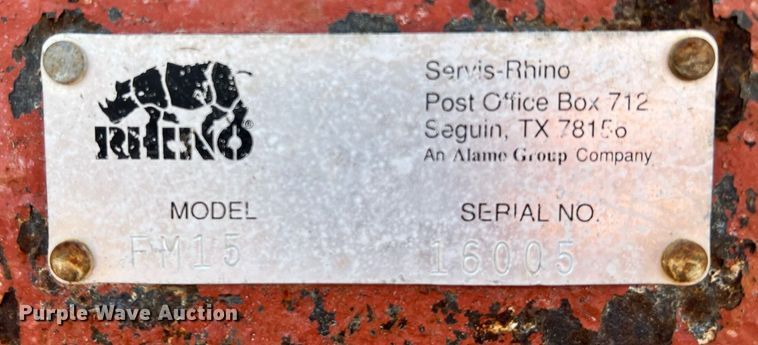 RHINO®
Servis-Rhino
Post Office Box 712
Seguin, TX 78156
An Alamo Group Company
MODEL
FM15
SERIAL NO.
16005
Purple Wave Auction